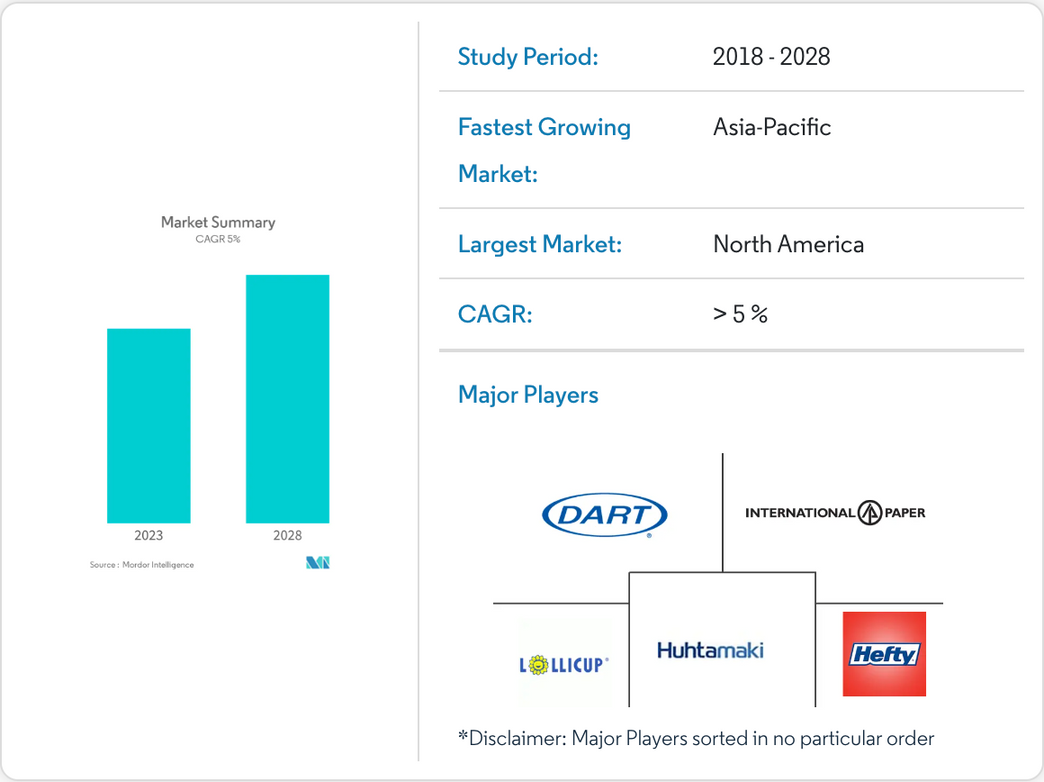 Market Summary
CAGR 5%
2023
2028
Source : Mordor Intelligence
Study Period: 2018 - 2028
Fastest Growing Asia-Pacific
Market:
Largest Market: North America
CAGR: > 5 %
Major Players
DART®
INTERNATIONAL PAPER
LOLLICUP®
Huhtamaki
Hefty
*Disclaimer: Major Players sorted in no particular order